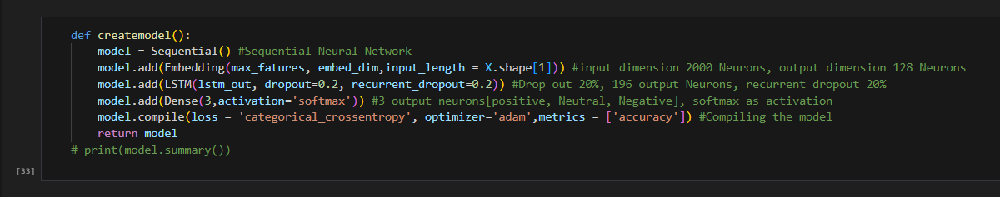 def createmodel():
    model = Sequential() #Sequential Neural Network
    model.add(Embedding(max_fatures, embed_dim,input_length = X.shape[1])) #input dimension 2000 Neurons, output dimension 128 Neurons
    model.add(LSTM(lstm_out, dropout=0.2, recurrent_dropout=0.2)) #Drop out 20%, 196 output Neurons, recurrent dropout 20%
    model.add(Dense(3,activation='softmax')) #3 output neurons[positive, Neutral, Negative], softmax as activation
    model.compile(loss = 'categorical_crossentropy', optimizer='adam',metrics = ['accuracy']) #Compiling the model
    return model
# print(model.summary())
[33]